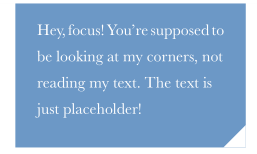 Hey, focus! You’re supposed to
be looking at my corners, not
reading my text. The text is
just placeholder!